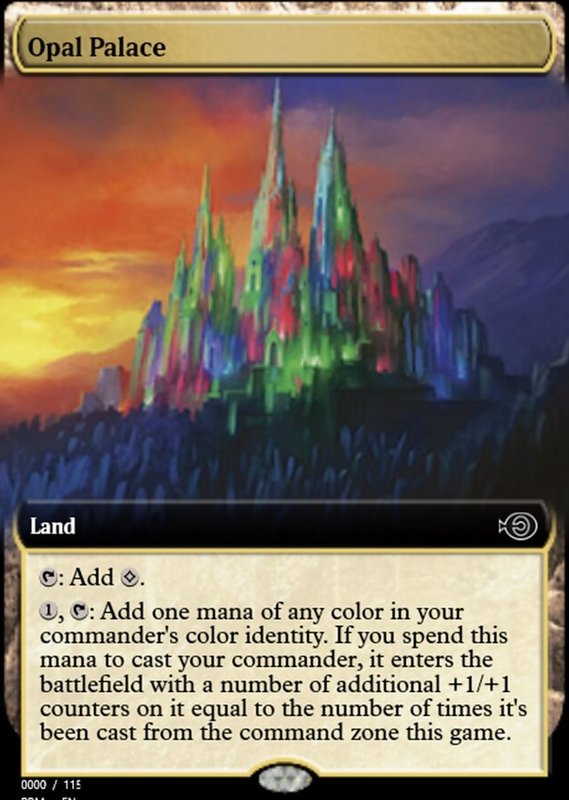 Opal Palace
Land
: Add .
1, : Add one mana of any color in your
commander's color identity. If you spend this
mana to cast your commander, it enters the
battlefield with a number of additional +1/+1
counters on it equal to the number of times it's
been cast from the command zone this game.
0000 / 115